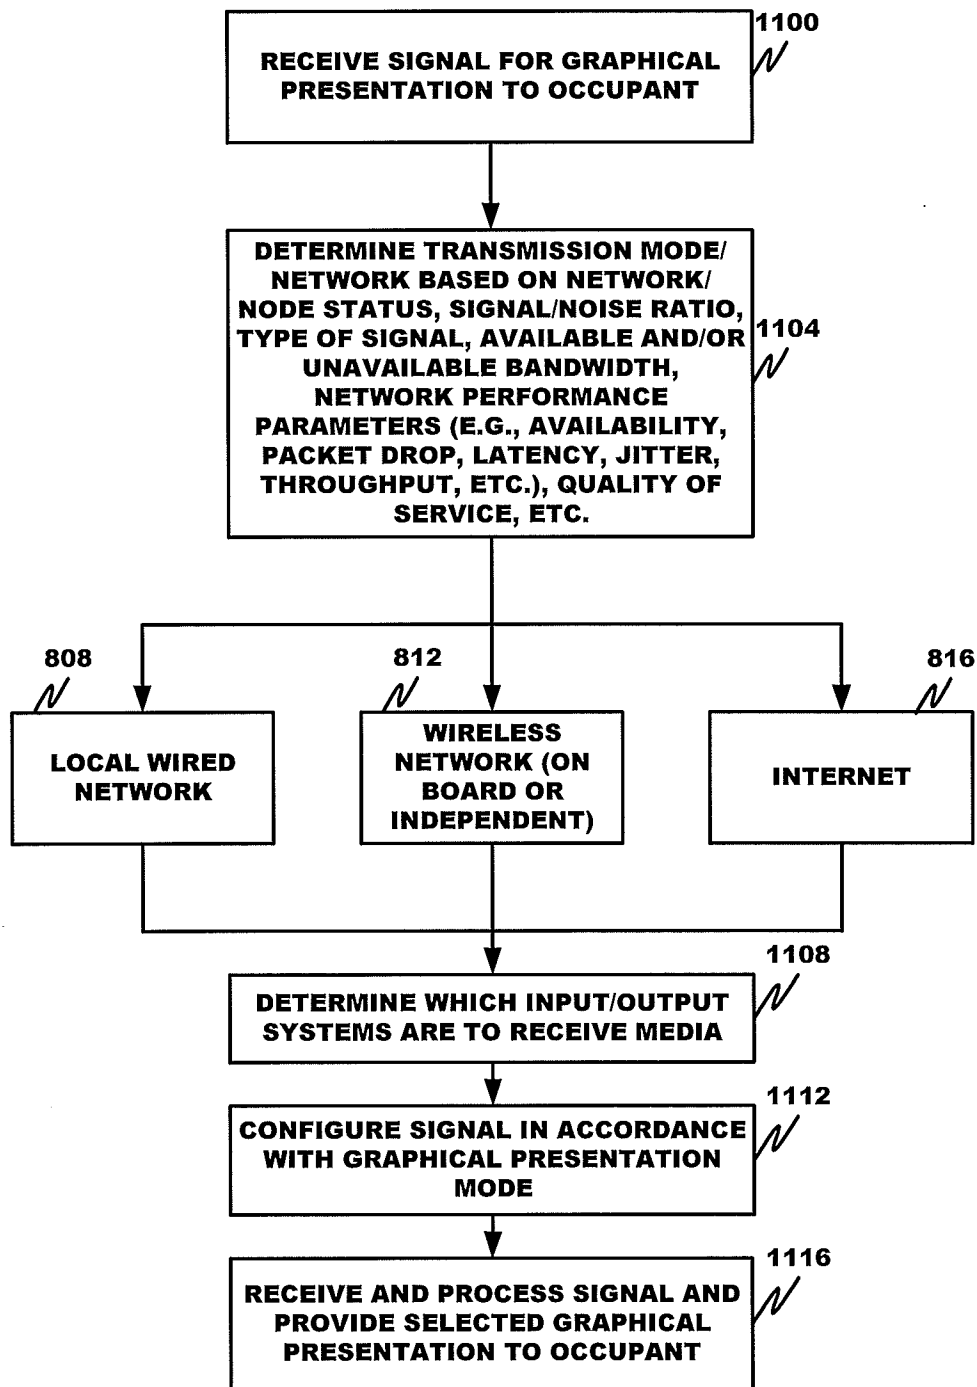 1100
RECEIVE SIGNAL FOR GRAPHICAL
PRESENTATION TO OCCUPANT
DETERMINE TRANSMISSION MODE/
NETWORK BASED ON NETWORK/
NODE STATUS, SIGNAL/NOISE RATIO,
TYPE OF SIGNAL, AVAILABLE AND/OR
UNAVAILABLE BANDWIDTH,
NETWORK PERFORMANCE
PARAMETERS (E.G., AVAILABILITY,
PACKET DROP, LATENCY, JITTER,
THROUGHPUT, ETC.), QUALITY OF
SERVICE, ETC.
1104
808
LOCAL WIRED
NETWORK
812
WIRELESS
NETWORK (ON
BOARD OR
INDEPENDENT)
816
INTERNET
1108
DETERMINE WHICH INPUT/OUTPUT
SYSTEMS ARE TO RECEIVE MEDIA
1112
CONFIGURE SIGNAL IN ACCORDANCE
WITH GRAPHICAL PRESENTATION
MODE
1116
RECEIVE AND PROCESS SIGNAL AND
PROVIDE SELECTED GRAPHICAL
PRESENTATION TO OCCUPANT